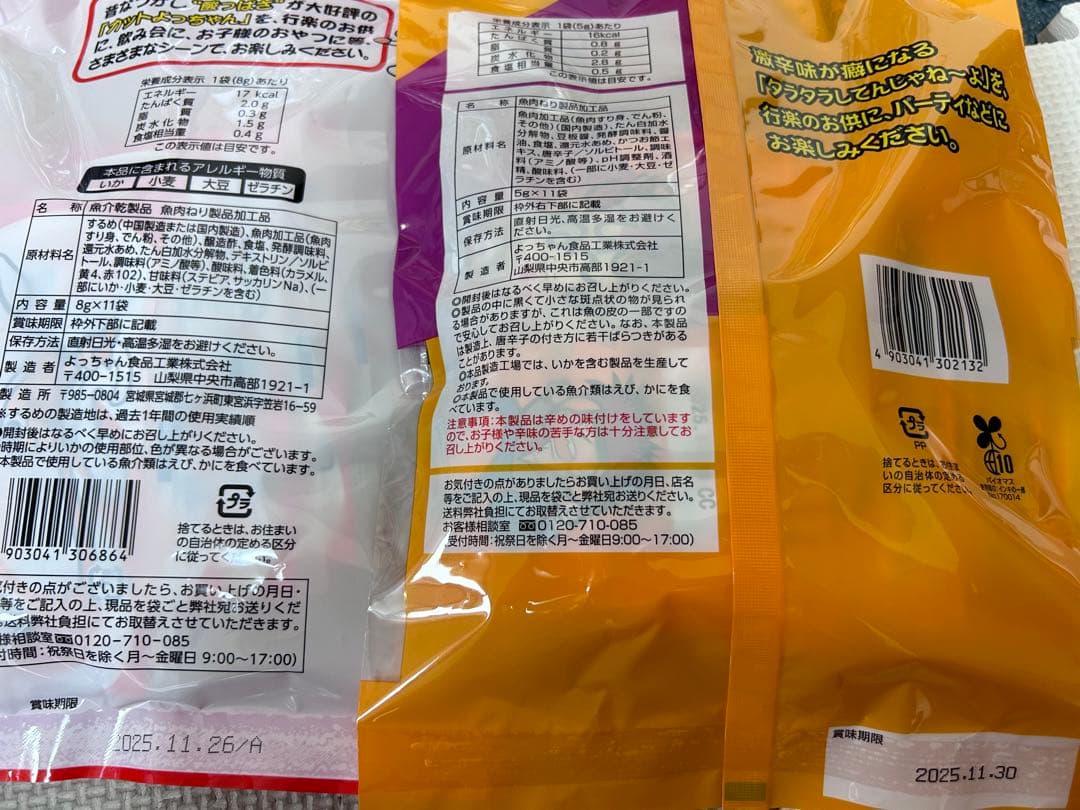 昔なつかし"酸っぱさ"が大好評の
「カットよっちゃん」を、行楽のお供
に、飲み会に、お子様のおやつに等、
さまざまなシーンで、お楽しみください。
栄養成分表示 1袋(8g)あたり
エネルギー 17 kcal
たんぱく質 2.0 g
脂質 0.3 g
炭水化物 1.5 g
食塩相当量 0.4 g
この表示値は目安です。
本品に含まれるアレルギー物質
いか 小麦 大豆 ゼラチン
名称 魚介乾製品 魚肉ねり製品加工品
原材料名 するめ(中国製造または国内製造)、魚肉加工品(魚肉
すり身、でん粉、その他)、醸造酢、食塩、発酵調味料、
還元水あめ、たん白加水分解物、デキストリン/ソルビ
トール、調味料(アミノ酸等)、酸味料、着色料(カラメル、
黄4、赤102)、甘味料(ステビア、サッカリンNa)、(一
部にいか・小麦・大豆・ゼラチンを含む)
内容量 8g×11袋
賞味期限 枠外下部に記載
保存方法 直射日光・高温多湿をお避けください。
製造者 よっちゃん食品工業株式会社
〒400-1515 山梨県中央市高部1921-1
製造所 〒985-0804 宮城県宮城郡七ヶ浜町東宮浜字笠岩16-59
※するめの製造地は、過去1年間の使用実績順
開封後はなるべく早めにお召し上がりください。
時期によりいかの使用部位、色が異なる場合がございます。
本製品で使用している魚介類はえび、かにを食べています。
903041 306864
プラ
捨てるときは、お住まい
の自治体の定める区分
に従ってください。
気付きの点がございましたら、お買い上げの月日・
等をご記入の上、現品を袋ごと弊社宛お送りくだ
送料弊社負担にてお取替えさせていただきます。
様相談室 0120-710-085
付時間:祝祭日を除く月~金曜日 9:00~17:00)
賞味期限
2025.11.26/A
栄養成分表示 1袋(5g)あたり
エネルギー 16kcal
たんぱく質 0.8 g
脂質 0.2 g
炭水化物 2.8 g
食塩相当量 0.5 g
この表示値は目安です。
名称 魚肉ねり製品加工品
原材料名 魚肉加工品(魚肉すり身、でん粉、
その他)(国内製造)、たん白加水
分解物、豆板醤、発酵調味料、醤
油、食塩、還元水あめ、かつお節エ
キス、唐辛子/ソルビトール、調味
料(アミノ酸等)、pH調整剤、酒
精、酸味料、(一部に小麦・大豆・ゼ
ラチンを含む)
内容量 5g×11袋
賞味期限 枠外右下部に記載
保存方法 直射日光、高温多湿をお避けく
ださい。
製造者 よっちゃん食品工業株式会社
〒400-1515
山梨県中央市高部1921-1
○開封後はなるべく早めにお召し上がりください。
○製品の中に黒くて小さな斑点状の物が見られ
る場合がありますが、これは魚の皮の一部ですの
で安心してお召し上がりください。なお、本製品
は製造上、唐辛子の付き方に若干ばらつきがある
ことがあります。
○本品製造工場では、いかを含む製品を生産して
おります。
○本製品で使用している魚介類はえび、かにを食
べています。
注意事項:本製品は辛めの味付けをしています
ので、お子様や辛味の苦手な方は十分注意してお
召し上がりください。
お気付きの点がありましたらお買い上げの月日、店名
等をご記入の上、現品を袋ごと弊社宛お送りください。
送料弊社負担にてお取替えさせていただきます。
お客様相談室 0120-710-085
(受付時間:祝祭日を除く月~金曜日9:00~17:00)
激辛味が癖になる
「タラタラしてんじゃね~よ」を、
行楽のお供に、パーティなどに
お楽しみください。
4 903041 302132
プラ
PP
捨てるときは、お住ま
いの自治体の定める
区分に従ってください。
10
バイオマス
No.170014
賞味期限
2025.11.30